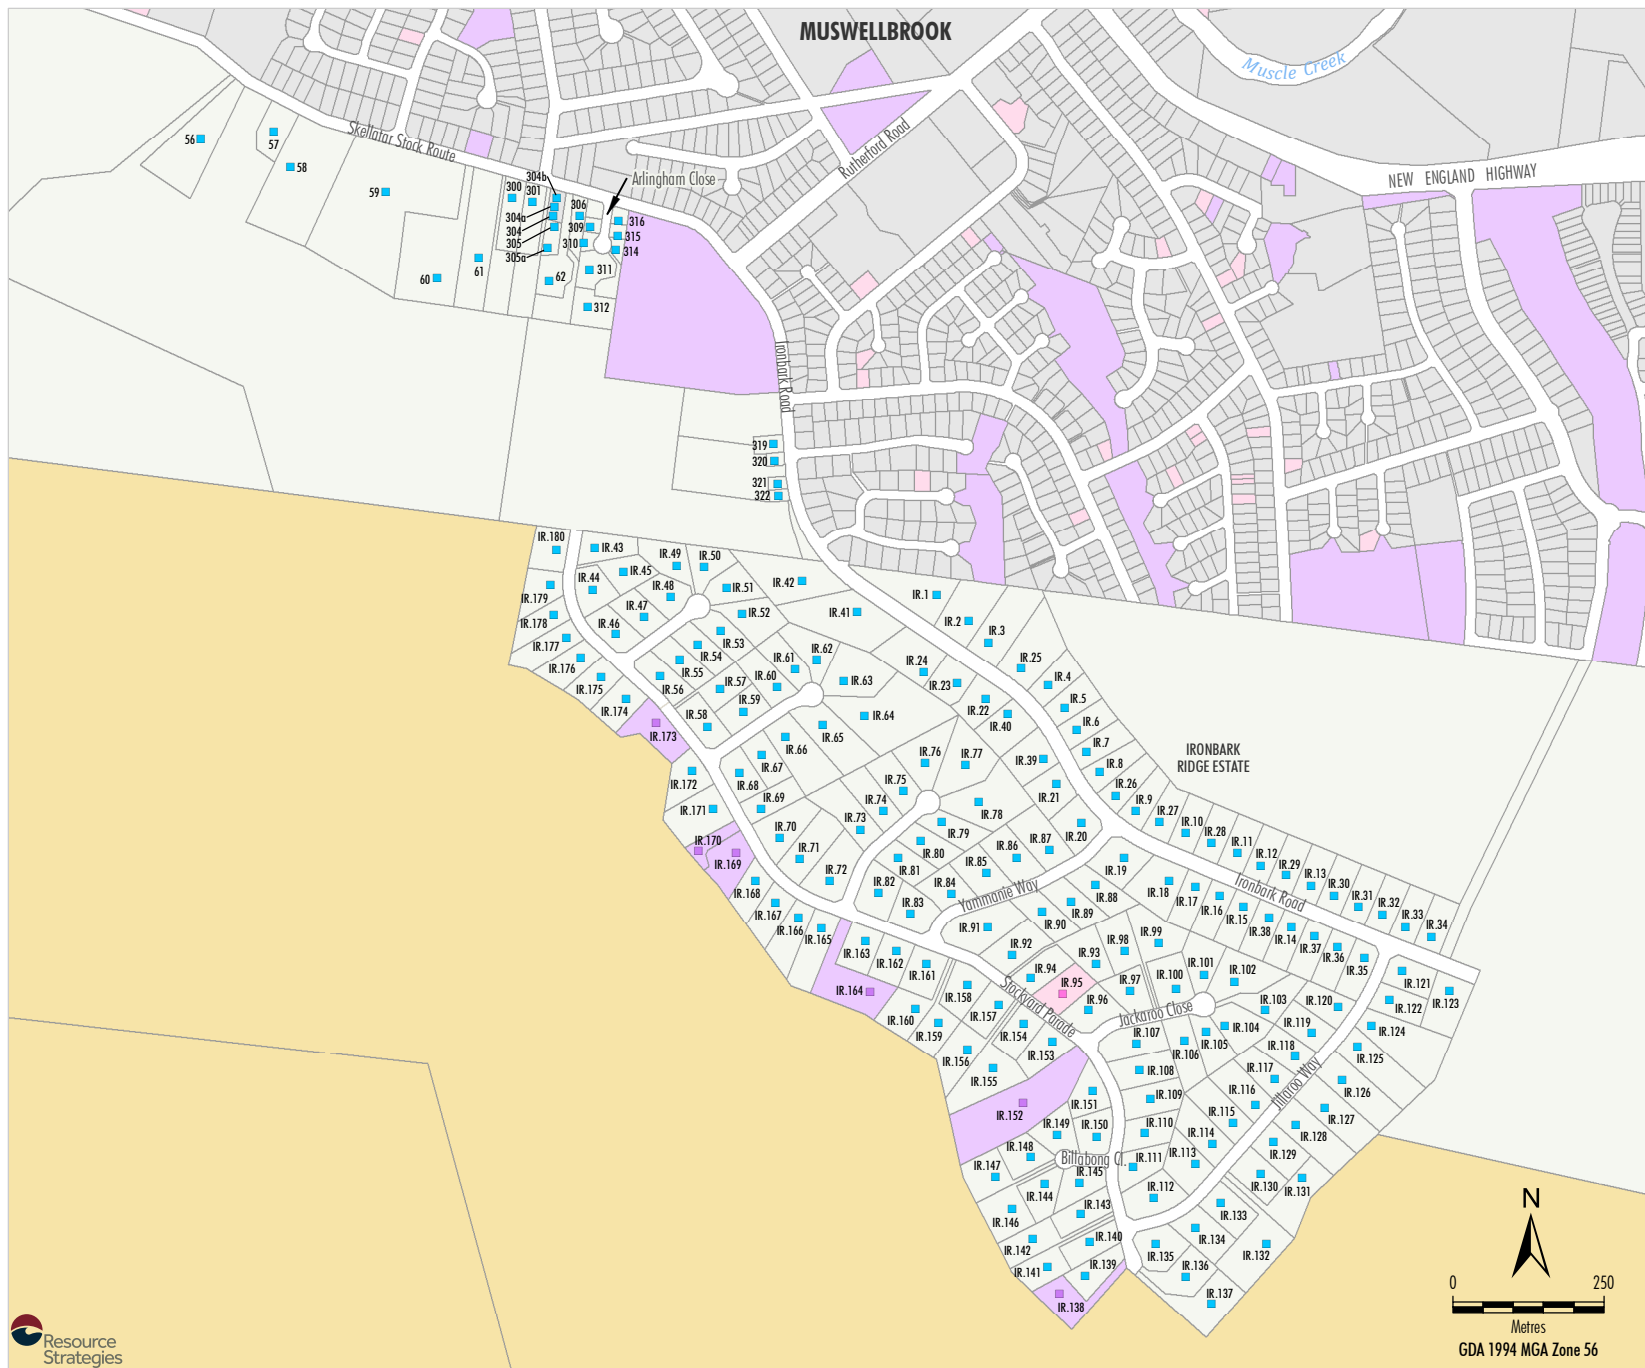 MUSWELLBROOK
Muscle Creek
Skellatar Stock Route
Rutherford Road
NEW ENGLAND HIGHWAY
Arlingham Close
56
57
58
59
60
61
62
300
301
304b
304a
304
305
305a
306
309
310
311
312
314
315
316
Ironbark Road
319
320
321
322
IR.180
IR.43
IR.49
IR.50
IR.44
IR.45
IR.48
IR.51
IR.42
IR.179
IR.47
IR.52
IR.41
IR.1
IR.178
IR.46
IR.53
IR.2
IR.3
IR.177
IR.54
IR.61
IR.62
IR.24
IR.25
IR.176
IR.55
IR.60
IR.63
IR.23
IR.4
IR.175
IR.56
IR.57
IR.59
IR.22
IR.5
IR.174
IR.58
IR.64
IR.40
IR.6
IR.173
IR.65
IR.66
IR.7
IR.76
IR.77
IR.39
IR.8
IRONBARK
RIDGE ESTATE
IR.172
IR.68
IR.67
IR.75
IR.21
IR.26
IR.171
IR.69
IR.74
IR.78
IR.9
IR.27
IR.70
IR.73
IR.79
IR.87
IR.20
IR.10
IR.28
IR.170
IR.71
IR.80
IR.86
IR.11
IR.169
IR.72
IR.81
IR.85
IR.19
IR.12
IR.29
IR.168
IR.82
IR.84
IR.88
IR.18
IR.13
IR.30
IR.167
IR.83
Yammanie Way
IR.89
IR.17
IR.16
Ironbark Road
IR.31
IR.32
IR.166
IR.165
IR.91
IR.90
IR.15
IR.38
IR.14
IR.37
IR.33
IR.34
IR.163
IR.162
IR.161
IR.92
IR.93
IR.98
IR.99
IR.36
IR.35
IR.164
IR.94
IR.95
IR.97
IR.100
IR.101
IR.102
IR.121
IR.122
IR.123
IR.158
Stockyard Parade
IR.96
Jackaroo Close
IR.103
IR.120
IR.160
IR.157
IR.159
IR.154
IR.153
IR.107
IR.106
IR.105
IR.104
IR.119
IR.118
IR.124
IR.156
IR.155
IR.108
IR.117
IR.125
Jillaroo Way
IR.152
IR.151
IR.109
IR.116
IR.126
IR.149
IR.150
IR.110
IR.115
IR.127
IR.148
IR.114
IR.128
IR.147
Billabong Cl.
IR.111
IR.113
IR.129
IR.145
IR.144
IR.112
IR.130
IR.131
IR.146
IR.143
IR.133
IR.142
IR.140
IR.134
IR.132
IR.141
IR.139
IR.135
IR.136
IR.138
IR.137
N
0 250
Metres
GDA 1994 MGA Zone 56
Resource
Strategies